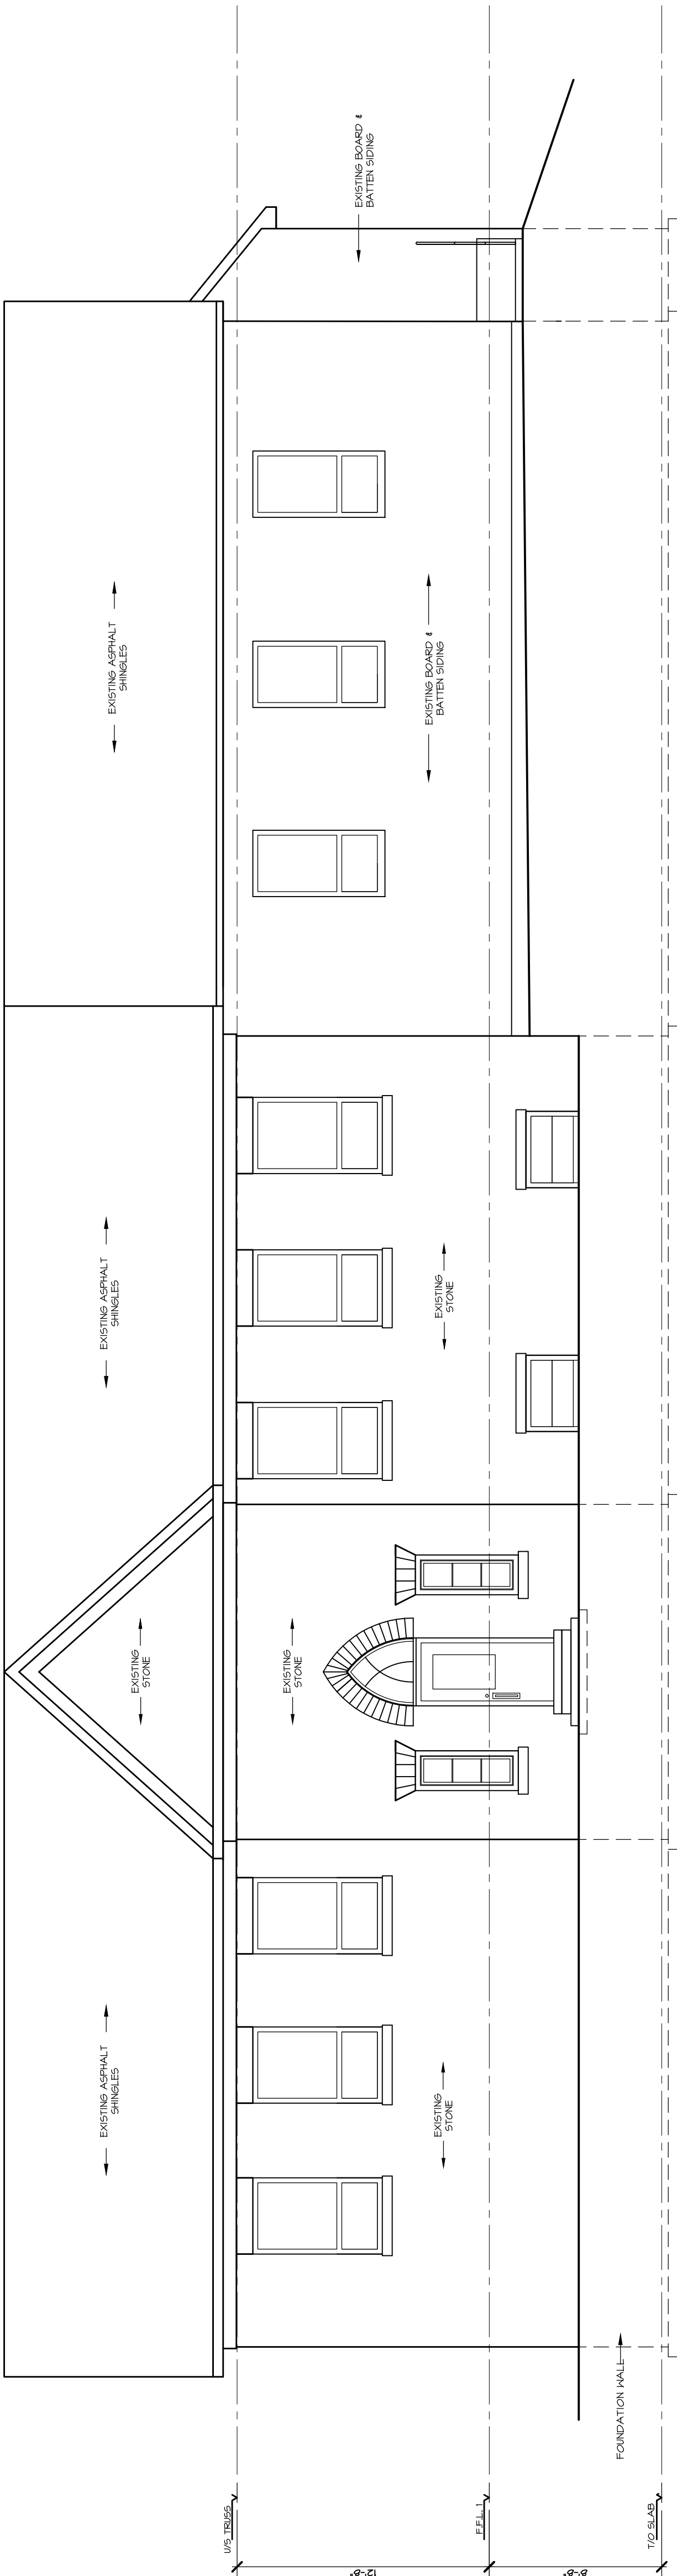 EXISTING ASPHALT
SHINGLES
EXISTING ASPHALT
SHINGLES
EXISTING ASPHALT
SHINGLES
EXISTING
STONE
U/S TRUSS
EXISTING
STONE
EXISTING BOARD &
BATTEN SIDING
EXISTING
STONE
EXISTING
STONE
EXISTING BOARD &
BATTEN SIDING
F.F.L. 1
FOUNDATION WALL
T/O SLAB